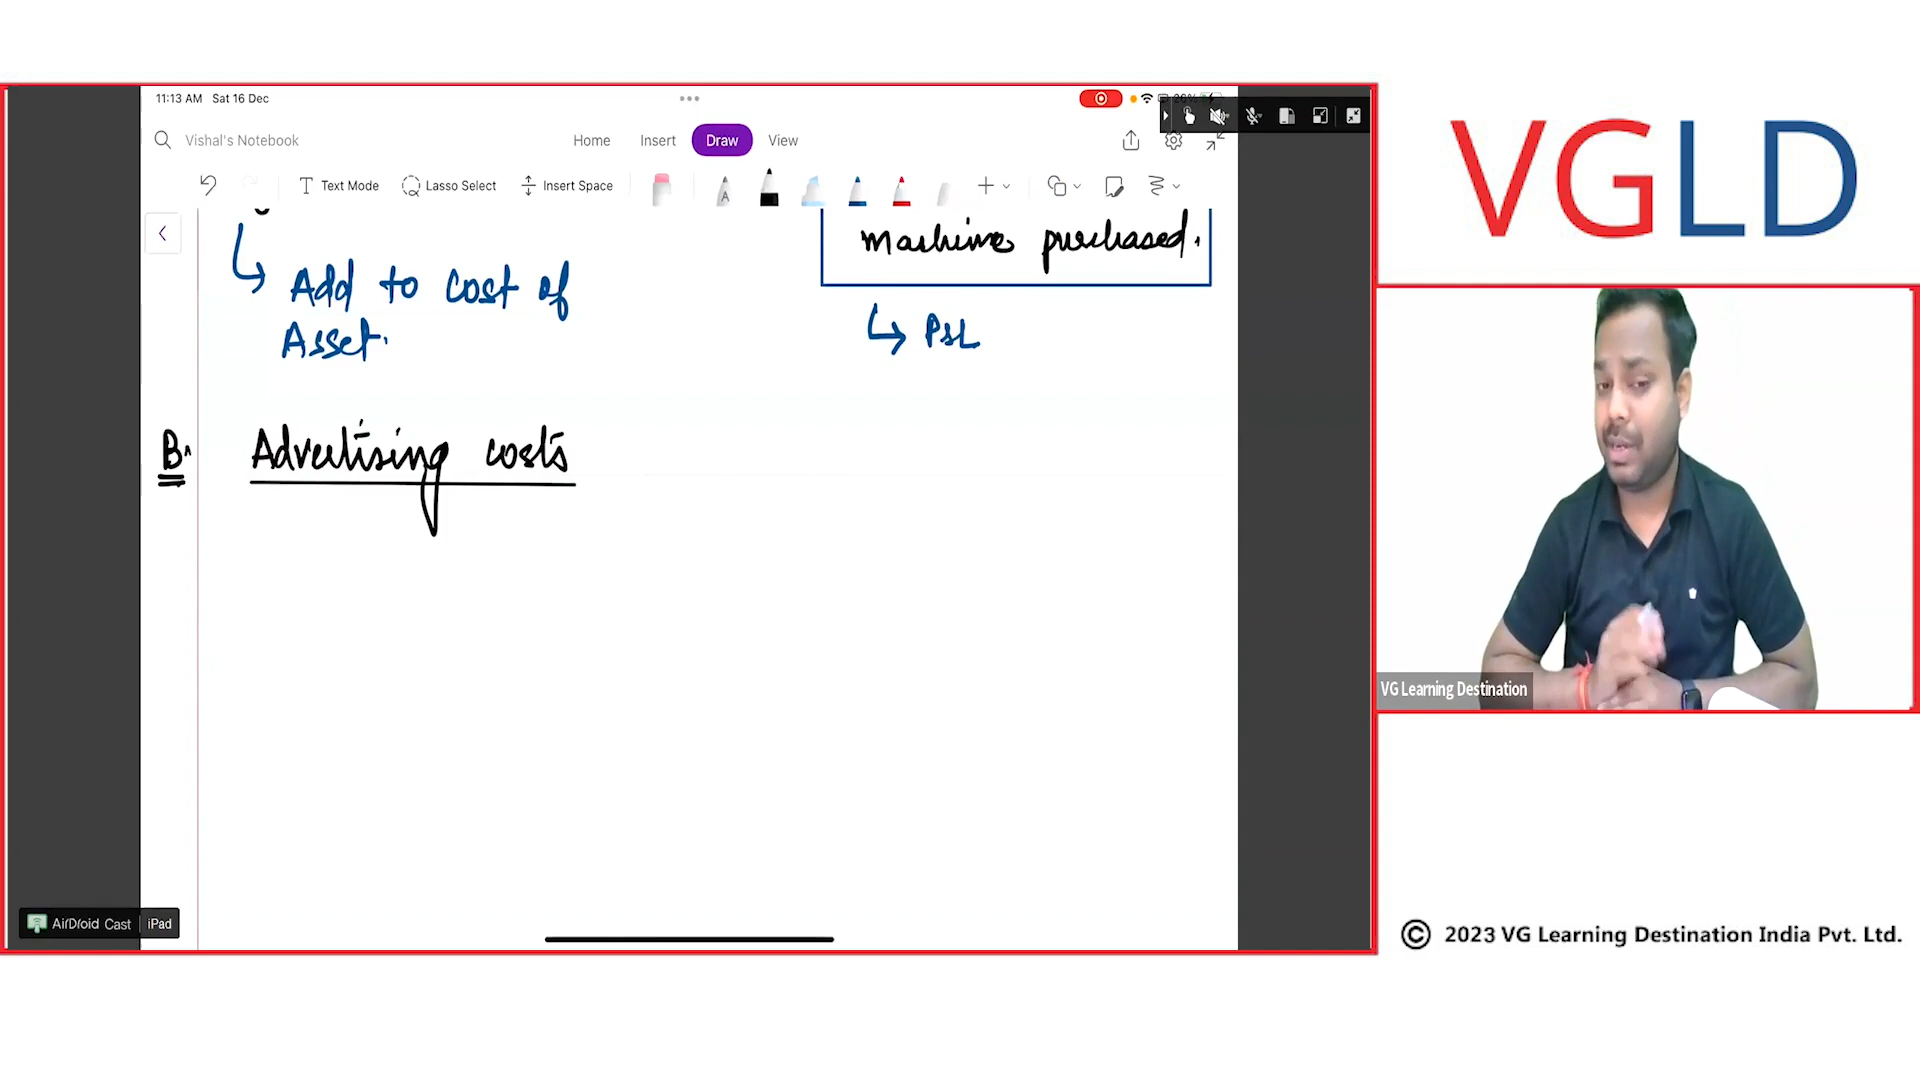 11:13 AM Sat 16 Dec
Vishal's Notebook
Home Insert Draw View
Text Mode Lasso Select Insert Space
machine purchased.
Add to cost of
Asset.
P&L
B. Advertising costs
AirDroid Cast iPad
VGLD
VG Learning Destination
© 2023 VG Learning Destination India Pvt. Ltd.